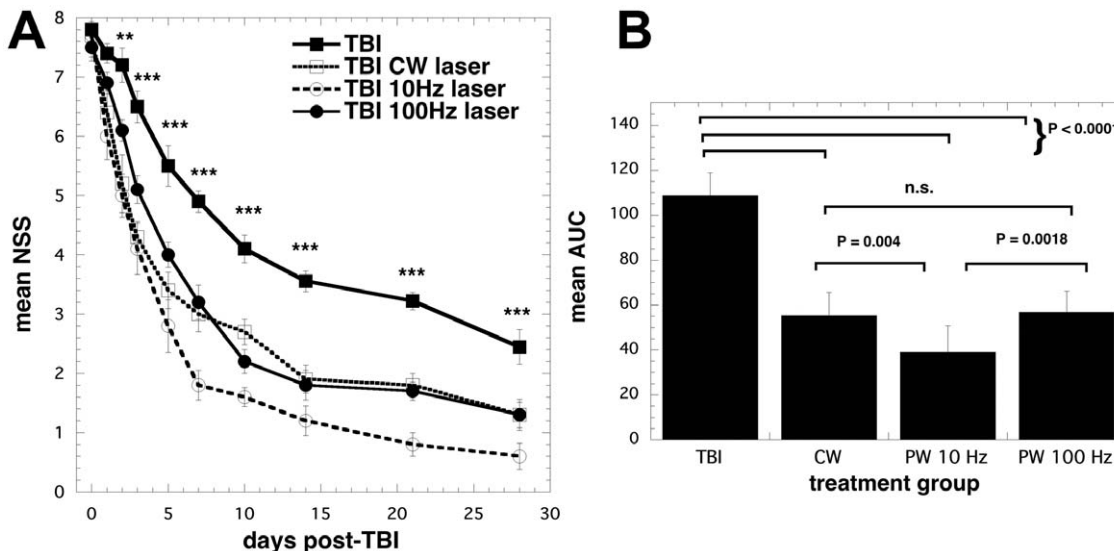 A
8
7
6
5
4
3
2
1
0
mean NSS
0 5 10 15 20 25 30
days post-TBI
TBI
TBI CW laser
TBI 10Hz laser
TBI 100Hz laser
**
***
***
***
***
***
***
***
B
140
120
100
80
60
40
20
0
mean AUC
P < 0.0001
n.s.
P = 0.004
P = 0.0018
TBI CW PW 10 Hz PW 100 Hz
treatment group